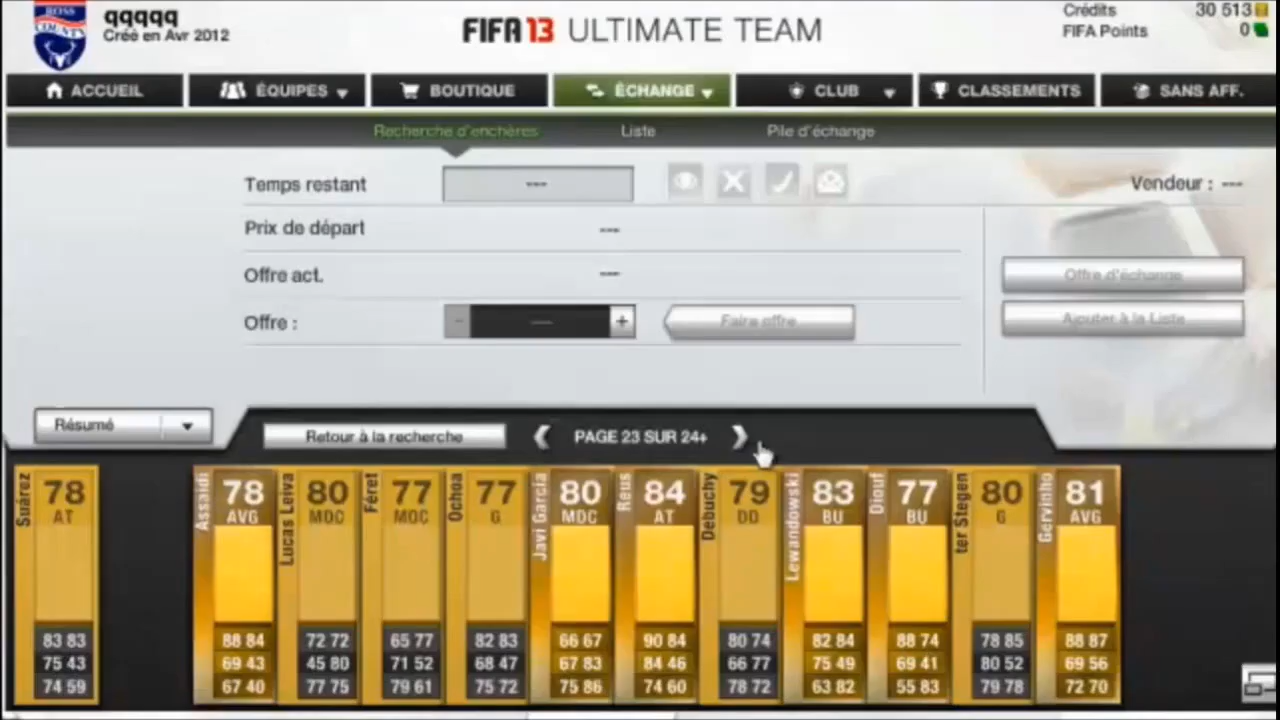 ROSS
COUNTY
qqqqq
Créé en Avr 2012
FIFA 13 ULTIMATE TEAM
Crédits 30 513
FIFA Points 0
ACCUEIL ÉQUIPES BOUTIQUE ÉCHANGE CLUB CLASSEMENTS SANS AFF.
Recherche d'enchères Liste Pile d'échange
Temps restant --- Vendeur : ---
Prix de départ ---
Offre act. ---
Offre : - --- + Faire offre
Offre d'échange
Ajouter à la Liste
Résumé
Retour à la recherche PAGE 23 SUR 24+
Suárez
78
AT
83 83
75 43
74 59
Assaidi
78
AVG
88 84
69 43
67 40
Lucas Leiva
80
MDC
72 72
45 80
77 75
Féret
77
MOC
65 77
71 52
79 61
Ochoa
77
G
82 83
68 47
75 72
Javi García
80
MDC
66 67
67 83
75 86
Reus
84
AT
90 84
84 46
74 60
Debuchy
79
DD
80 74
66 77
78 72
Lewandowski
83
BU
82 84
75 49
63 82
Diouf
77
BU
88 74
69 41
55 83
ter Stegen
80
G
78 85
80 52
79 78
Gervinho
81
AVG
88 87
69 56
72 70